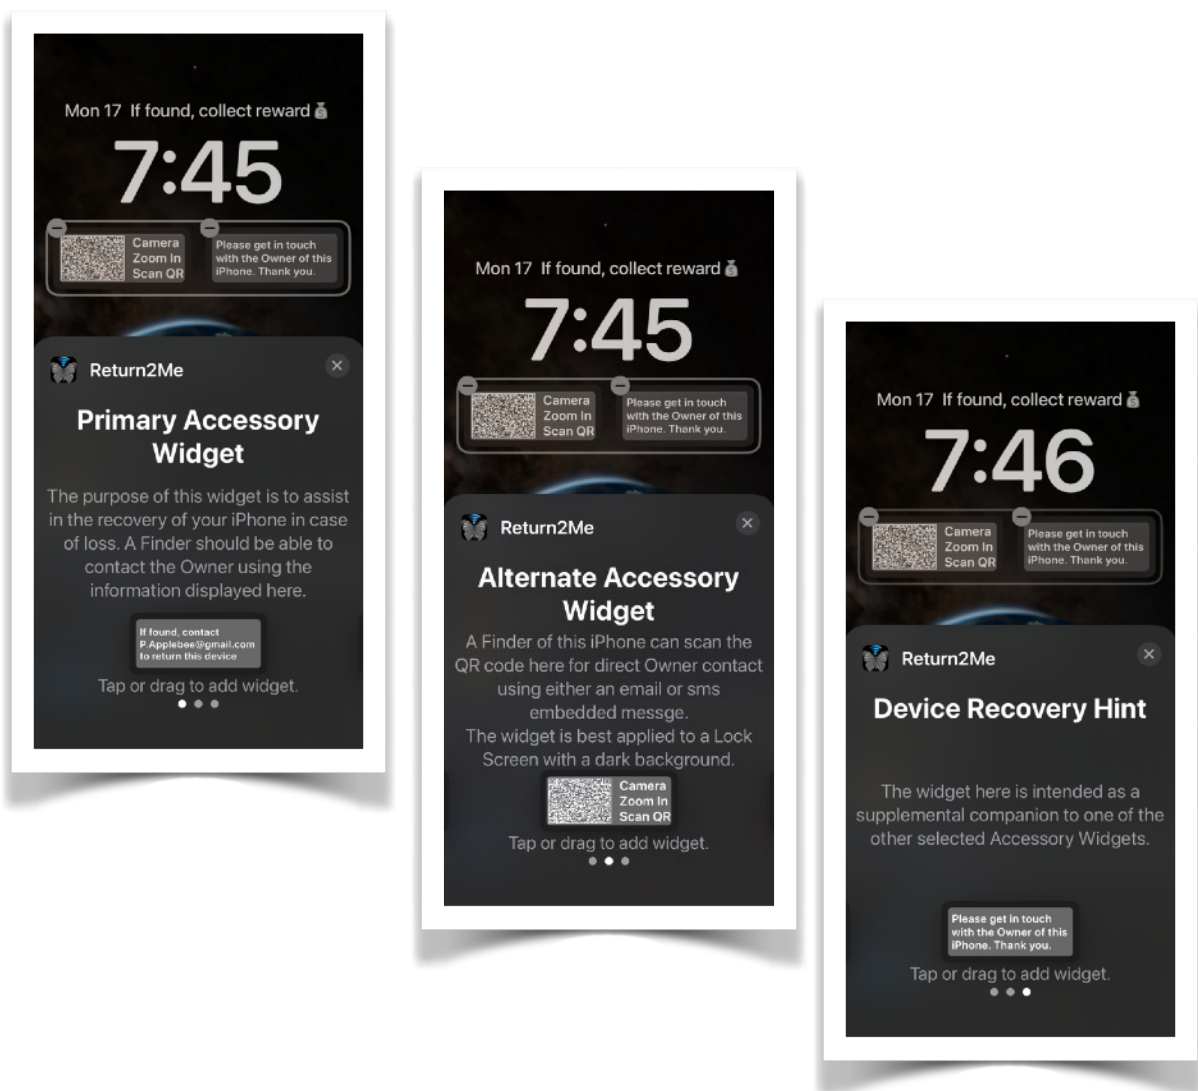 Mon 17 If found, collect reward💰
7:45
Camera
Zoom In
Scan QR
Please get in touch
with the Owner of this
iPhone. Thank you.
Return2Me
Primary Accessory
Widget
The purpose of this widget is to assist
in the recovery of your iPhone in case
of loss. A Finder should be able to
contact the Owner using the
information displayed here.
If found, contact
P.Applebee@gmail.com
to return this device
Tap or drag to add widget.
Mon 17 If found, collect reward💰
7:45
Camera
Zoom In
Scan QR
Please get in touch
with the Owner of this
iPhone. Thank you.
Return2Me
Alternate Accessory
Widget
A Finder of this iPhone can scan the
QR code here for direct Owner contact
using either an email or sms
embedded messge.
The widget is best applied to a Lock
Screen with a dark background.
Camera
Zoom In
Scan QR
Tap or drag to add widget.
Mon 17 If found, collect reward💰
7:46
Camera
Zoom In
Scan QR
Please get in touch
with the Owner of this
iPhone. Thank you.
Return2Me
Device Recovery Hint
The widget here is intended as a
supplemental companion to one of the
other selected Accessory Widgets.
Please get in touch
with the Owner of this
iPhone. Thank you.
Tap or drag to add widget.